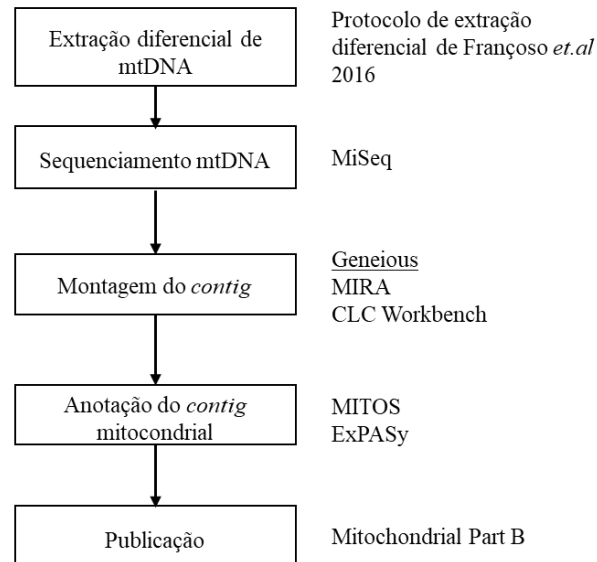 Extração diferencial de
mtDNA
Protocolo de extração
diferencial de Françoso et.al
2016
Sequenciamento mtDNA
MiSeq
Montagem do contig
Geneious
MIRA
CLC Workbench
Anotação do contig
mitocondrial
MITOS
ExPASy
Publicação
Mitochondrial Part B